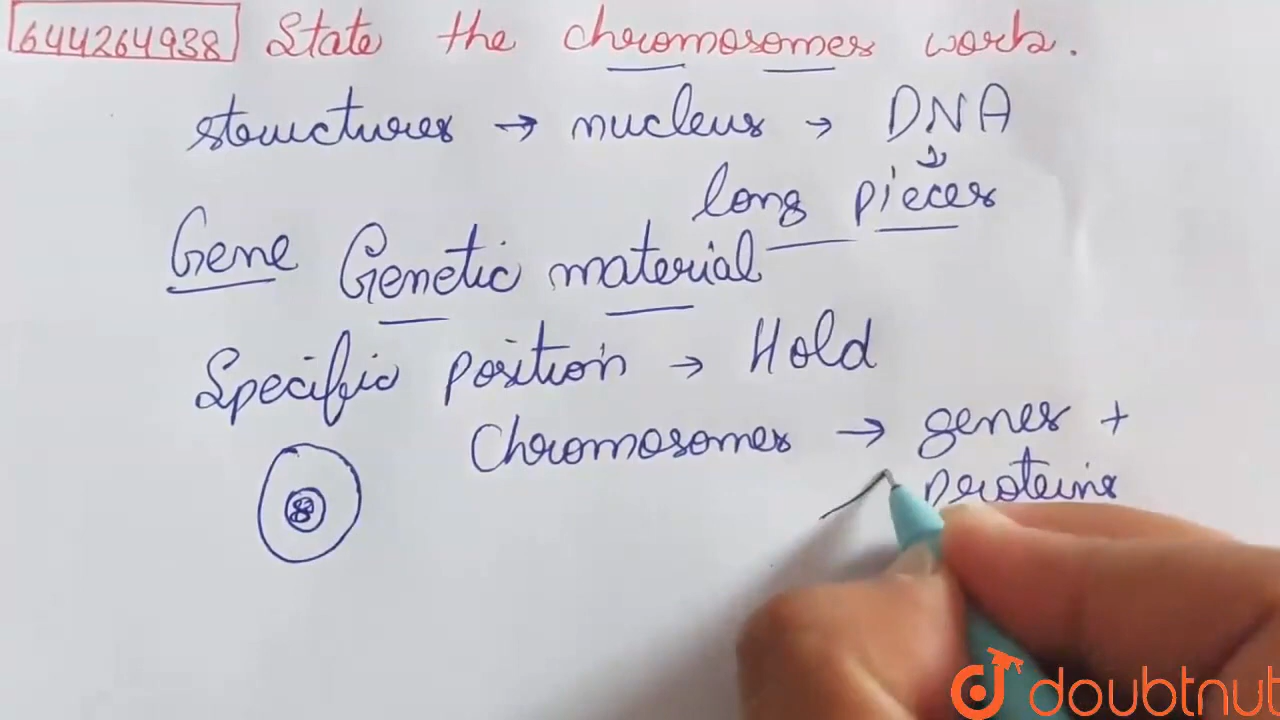 644264938 State the chromosomes work.
structures → nucleus → DNA
long pieces
Gene Genetic material
Specific position → Hold
Chromosomes → genes +
proteins
doubtnut